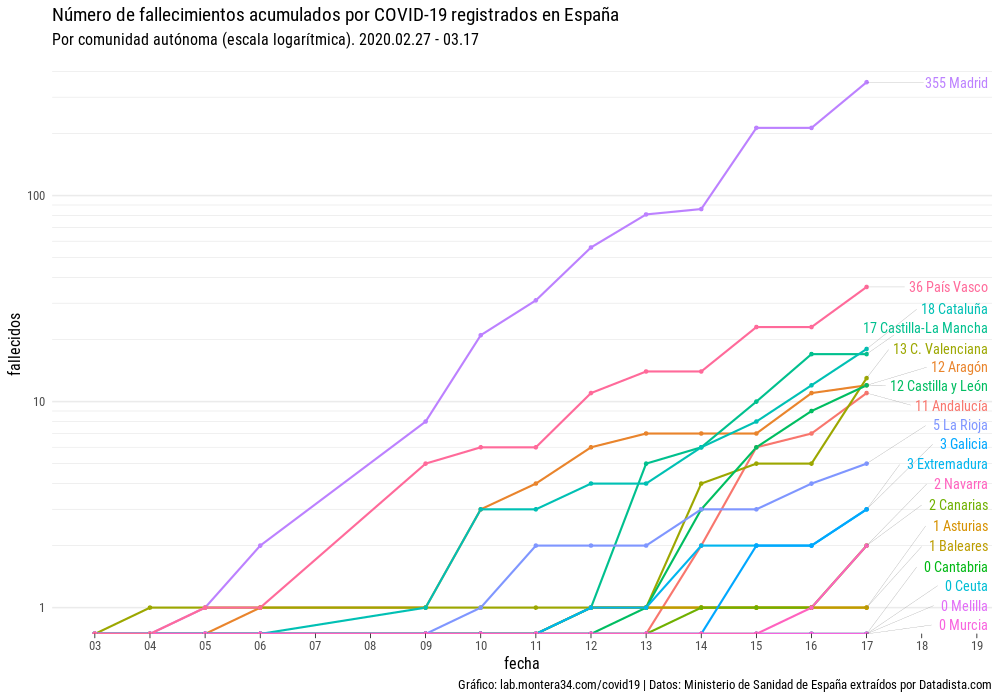 Número de fallecimientos acumulados por COVID-19 registrados en España
Por comunidad autónoma (escala logarítmica). 2020.02.27 - 03.17
fallecidos
100
10
1
355 Madrid
36 País Vasco
18 Cataluña
17 Castilla-La Mancha
13 C. Valenciana
12 Aragón
12 Castilla y León
11 Andalucía
5 La Rioja
3 Galicia
3 Extremadura
2 Navarra
2 Canarias
1 Asturias
1 Baleares
0 Cantabria
0 Ceuta
0 Melilla
0 Murcia
03 04 05 06 07 08 09 10 11 12 13 14 15 16 17 18 19
fecha
Gráfico: lab.montera34.com/covid19 | Datos: Ministerio de Sanidad de España extraídos por Datadista.com